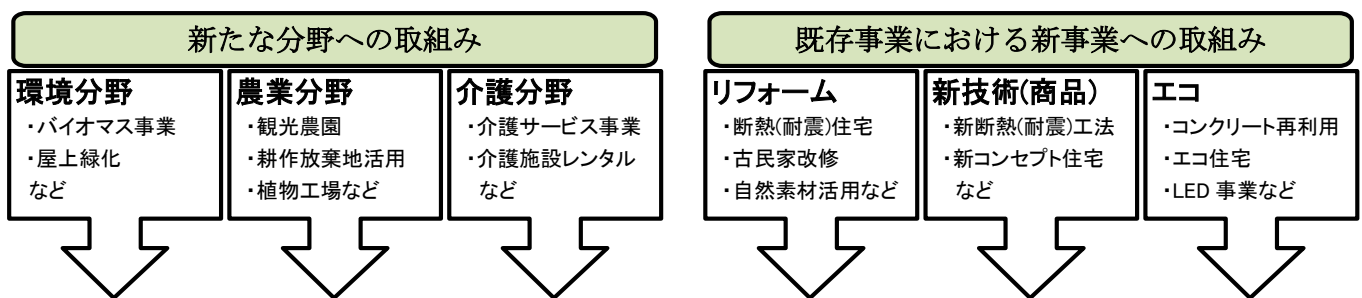 新たな分野への取組み
環境分野
・バイオマス事業
・屋上緑化
など
農業分野
・観光農園
・耕作放棄地活用
・植物工場など
介護分野
・介護サービス事業
・介護施設レンタル
など
既存事業における新事業への取組み
リフォーム
・断熱(耐震)住宅
・古民家改修
・自然素材活用など
新技術(商品)
・新断熱(耐震)工法
・新コンセプト住宅
など
エコ
・コンクリート再利用
・エコ住宅
・LED 事業など